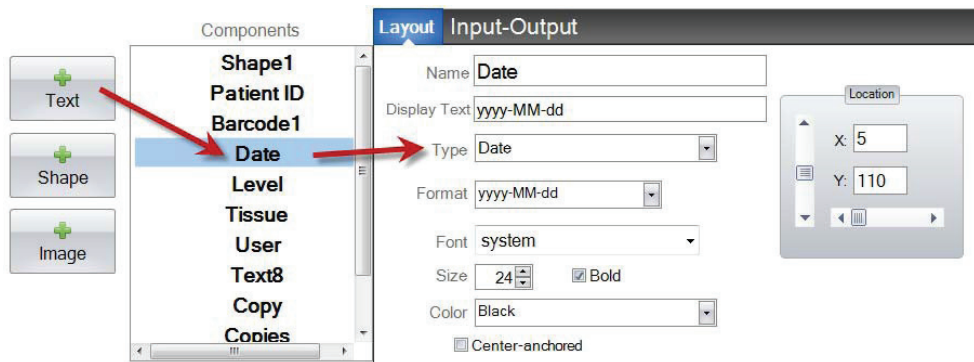 Components
Layout Input-Output
Text
Shape
Image
Shape1
Patient ID
Barcode1
Date
Level
Tissue
User
Text8
Copy
Copies
Name Date
Display Text yyyy-MM-dd
Type Date
Format yyyy-MM-dd
Font system
Size 24 Bold
Color Black
Center-anchored
Location
X: 5
Y: 110